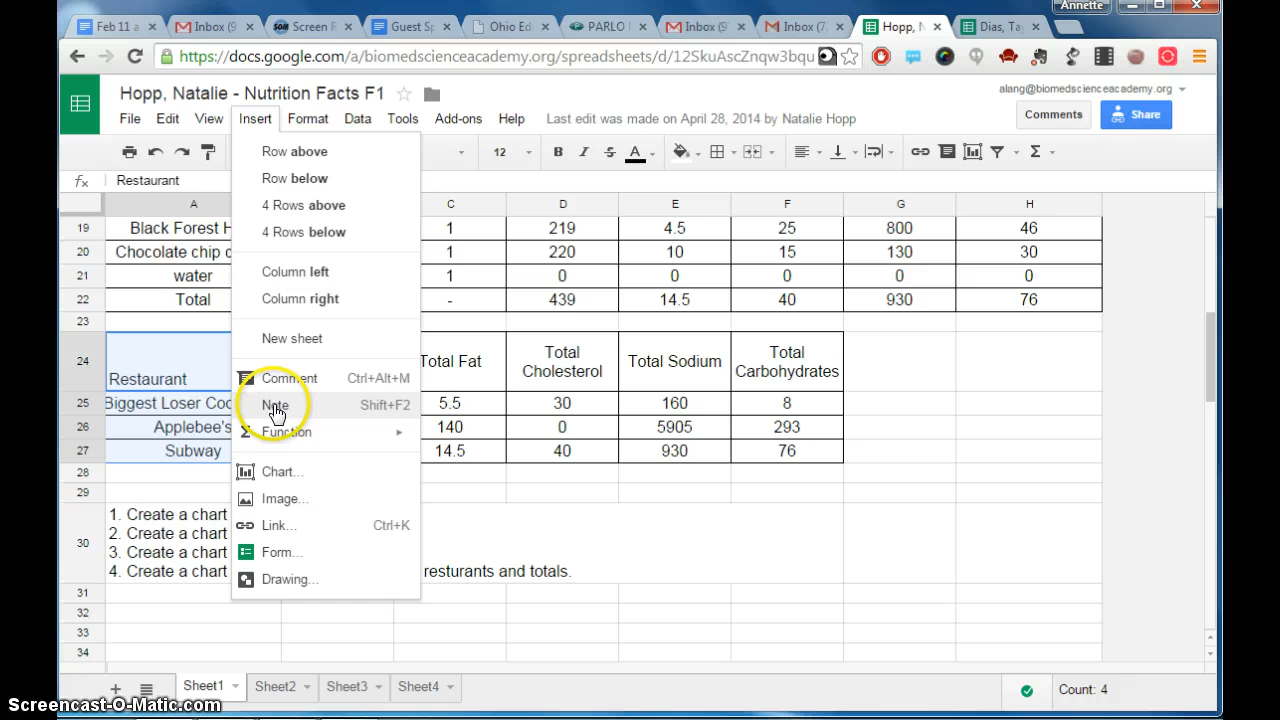 Annette
Feb 11 a
Inbox (9
Screen R
Guest Sp
Ohio Ed
PARLO
Inbox (9
Inbox (7
Hopp, N
Dias, Ta
https://docs.google.com/a/biomedscienceacademy.org/spreadsheets/d/12SkuAscZnqw3bqu
Hopp, Natalie - Nutrition Facts F1
alang@biomedscienceacademy.org
File Edit View Insert Format Data Tools Add-ons Help Last edit was made on April 28, 2014 by Natalie Hopp
Comments Share
12 B I S A Σ
fx Restaurant
A C D E F G H
19 Black Forest H 1 219 4.5 25 800 46
20 Chocolate chip c 1 220 10 15 130 30
21 water 1 0 0 0 0 0
22 Total - 439 14.5 40 930 76
23
24 Restaurant Total Fat Total Cholesterol Total Sodium Total Carbohydrates
25 Biggest Loser Coo 5.5 30 160 8
26 Applebee's 140 0 5905 293
27 Subway 14.5 40 930 76
28
29
30
1. Create a chart
2. Create a chart
3. Create a chart
4. Create a chart resturants and totals.
31
32
33
34
Row above
Row below
4 Rows above
4 Rows below
Column left
Column right
New sheet
Comment Ctrl+Alt+M
Note Shift+F2
Σ Function
Chart...
Image...
Link... Ctrl+K
Form...
Drawing...
+ Sheet1 Sheet2 Sheet3 Sheet4 Count: 4
Screencast-O-Matic.com